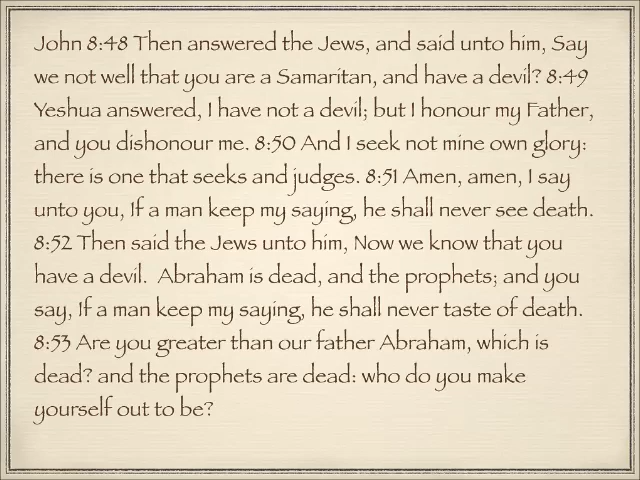 John 8:48 Then answered the Jews, and said unto him, Say
we not well that you are a Samaritan, and have a devil? 8:49
Yeshua answered, I have not a devil; but I honour my Father,
and you dishonour me. 8:50 And I seek not mine own glory:
there is one that seeks and judges. 8:51 Amen, amen, I say
unto you, If a man keep my saying, he shall never see death.
8:52 Then said the Jews unto him, Now we know that you
have a devil.  Abraham is dead, and the prophets; and you
say, If a man keep my saying, he shall never taste of death.
8:53 Are you greater than our father Abraham, which is
dead? and the prophets are dead: who do you make
yourself out to be?